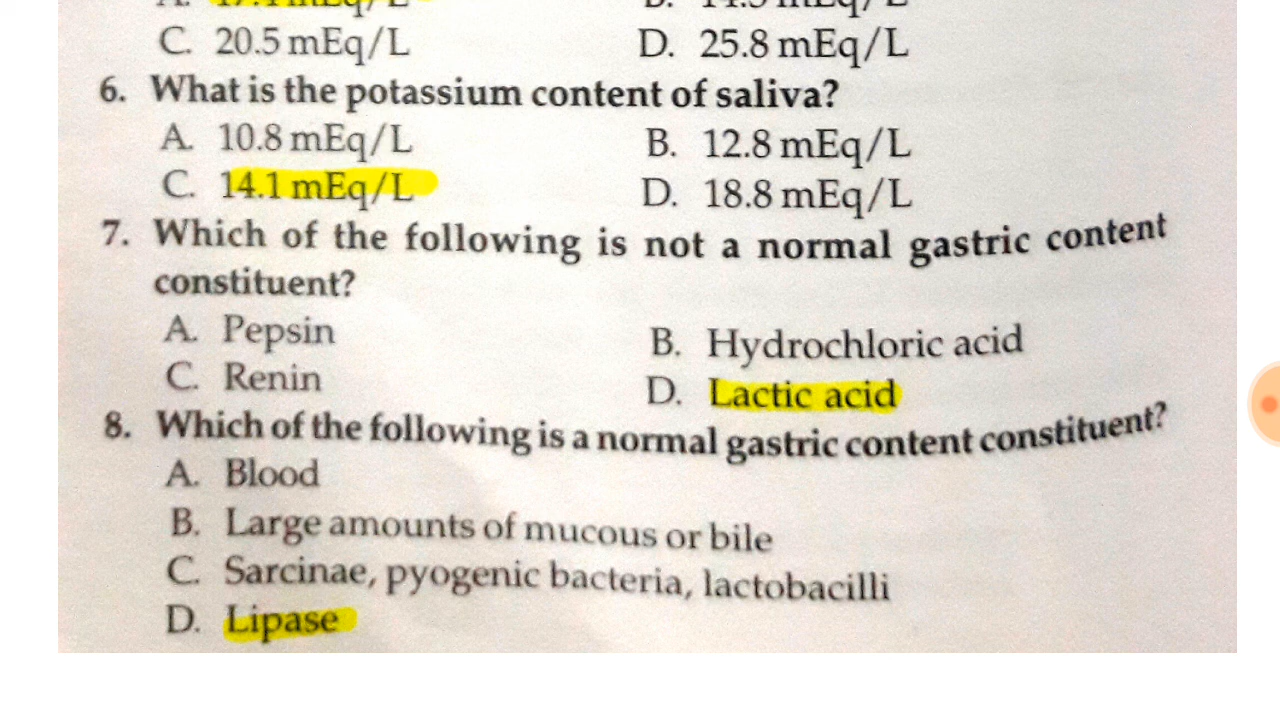 C. 20.5 mEq/L D. 25.8 mEq/L
6. What is the potassium content of saliva?
A. 10.8 mEq/L B. 12.8 mEq/L
C. 14.1 mEq/L D. 18.8 mEq/L
7. Which of the following is not a normal gastric content
constituent?
A. Pepsin B. Hydrochloric acid
C. Renin D. Lactic acid
8. Which of the following is a normal gastric content constituent?
A. Blood
B. Large amounts of mucous or bile
C. Sarcinae, pyogenic bacteria, lactobacilli
D. Lipase